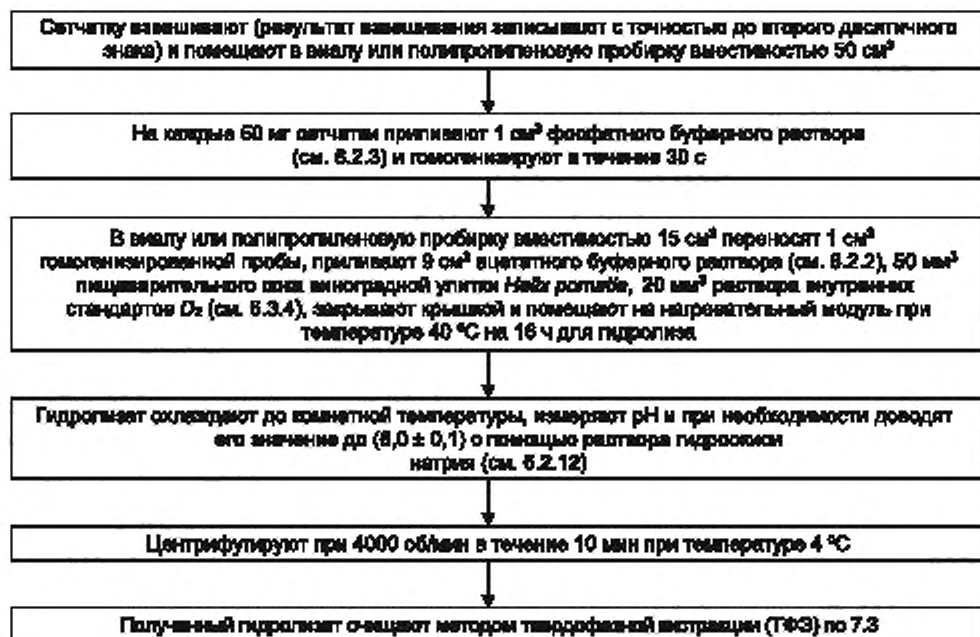 Сетчатку взвешивают (результат взвешивания записывают с точностью до второго десятичного
знака) и помещают в виалу или полипропиленовую пробирку вместимостью 50 см³
На каждые 50 мг сетчатки приливают 1 см³ фосфатного буферного раствора
(см. 6.2.3) и гомогенизируют в течение 30 с
В виалу или полипропиленовую пробирку вместимостью 15 см³ переносят 1 см³
гомогенизированной пробы, приливают 9 см³ ацетатного буферного раствора (см. 6.2.2), 50 мм³
пищеварительного сока виноградной улитки Helix pomatia, 20 мм³ раствора внутренних
стандартов D₂ (см. 6.3.4), закрывают крышкой и помещают на нагревательный модуль при
температуре 40 °С на 16 ч для гидролиза
Гидролизат охлаждают до комнатной температуры, измеряют pH и при необходимости доводят
его значение до (6,0 ± 0,1) с помощью раствора гидроокиси
натрия (см. 6.2.12)
Центрифугируют при 4000 об/мин в течение 10 мин при температуре 4 °С
Полученный гидролизат очищают методом твердофазной экстракции (ТФЭ) по 7.3